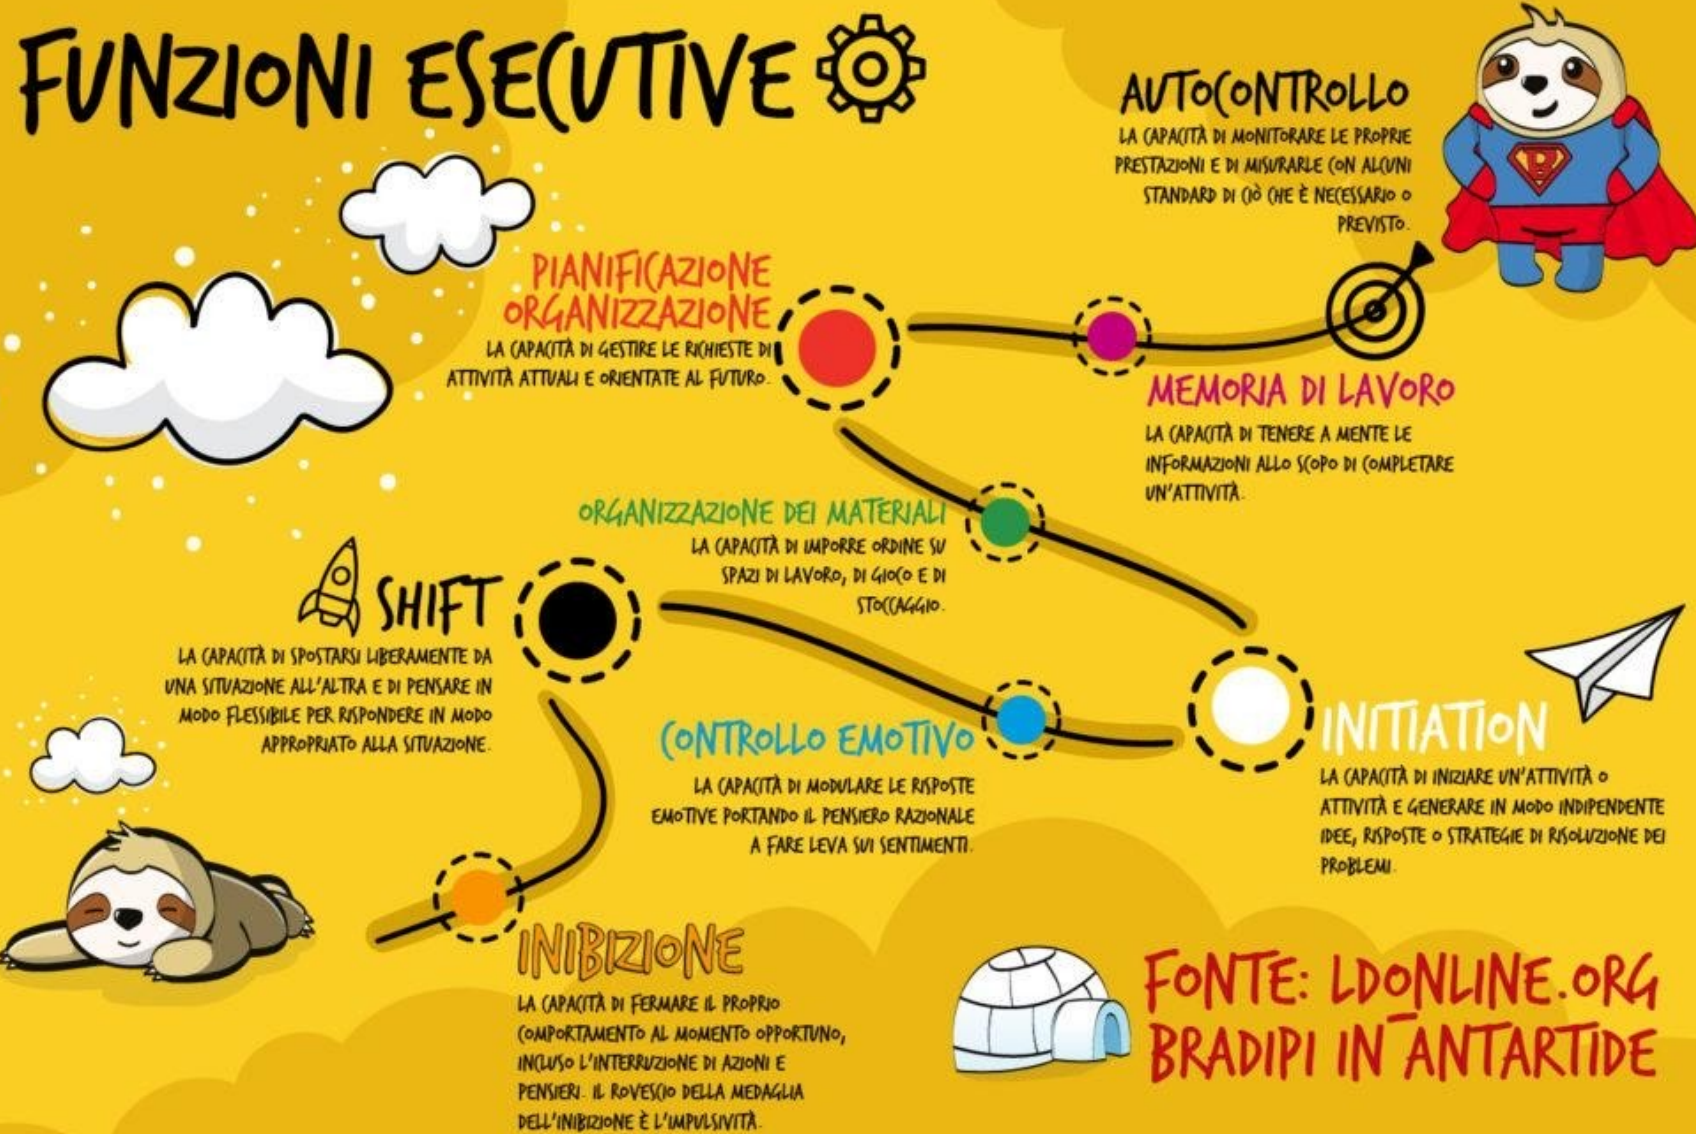 FUNZIONI ESECUTIVE
AUTOCONTROLLO
LA CAPACITÀ DI MONITORARE LE PROPRIE
PRESTAZIONI E DI MISURARLE CON ALCUNI
STANDARD DI CIÒ CHE È NECESSARIO O
PREVISTO.
B
PIANIFICAZIONE
ORGANIZZAZIONE
LA CAPACITÀ DI GESTIRE LE RICHIESTE DI
ATTIVITÀ ATTUALI E ORIENTATE AL FUTURO.
MEMORIA DI LAVORO
LA CAPACITÀ DI TENERE A MENTE LE
INFORMAZIONI ALLO SCOPO DI COMPLETARE
UN'ATTIVITÀ.
ORGANIZZAZIONE DEI MATERIALI
LA CAPACITÀ DI IMPORRE ORDINE SU
SPAZI DI LAVORO, DI GIOCO E DI
STOCCAGGIO.
SHIFT
LA CAPACITÀ DI SPOSTARSI LIBERAMENTE DA
UNA SITUAZIONE ALL'ALTRA E DI PENSARE IN
MODO FLESSIBILE PER RISPONDERE IN MODO
APPROPRIATO ALLA SITUAZIONE.
CONTROLLO EMOTIVO
LA CAPACITÀ DI MODULARE LE RISPOSTE
EMOTIVE PORTANDO IL PENSIERO RAZIONALE
A FARE LEVA SUI SENTIMENTI.
INITIATION
LA CAPACITÀ DI INIZIARE UN'ATTIVITÀ O
ATTIVITÀ E GENERARE IN MODO INDIPENDENTE
IDEE, RISPOSTE O STRATEGIE DI RISOLUZIONE DEI
PROBLEMI.
INIBIZIONE
LA CAPACITÀ DI FERMARE IL PROPRIO
COMPORTAMENTO AL MOMENTO OPPORTUNO,
INCLUSO L'INTERRUZIONE DI AZIONI E
PENSIERI. IL ROVESCIO DELLA MEDAGLIA
DELL'INIBIZIONE È L'IMPULSIVITÀ.
FONTE: LDONLINE.ORG
BRADIPI IN_ANTARTIDE